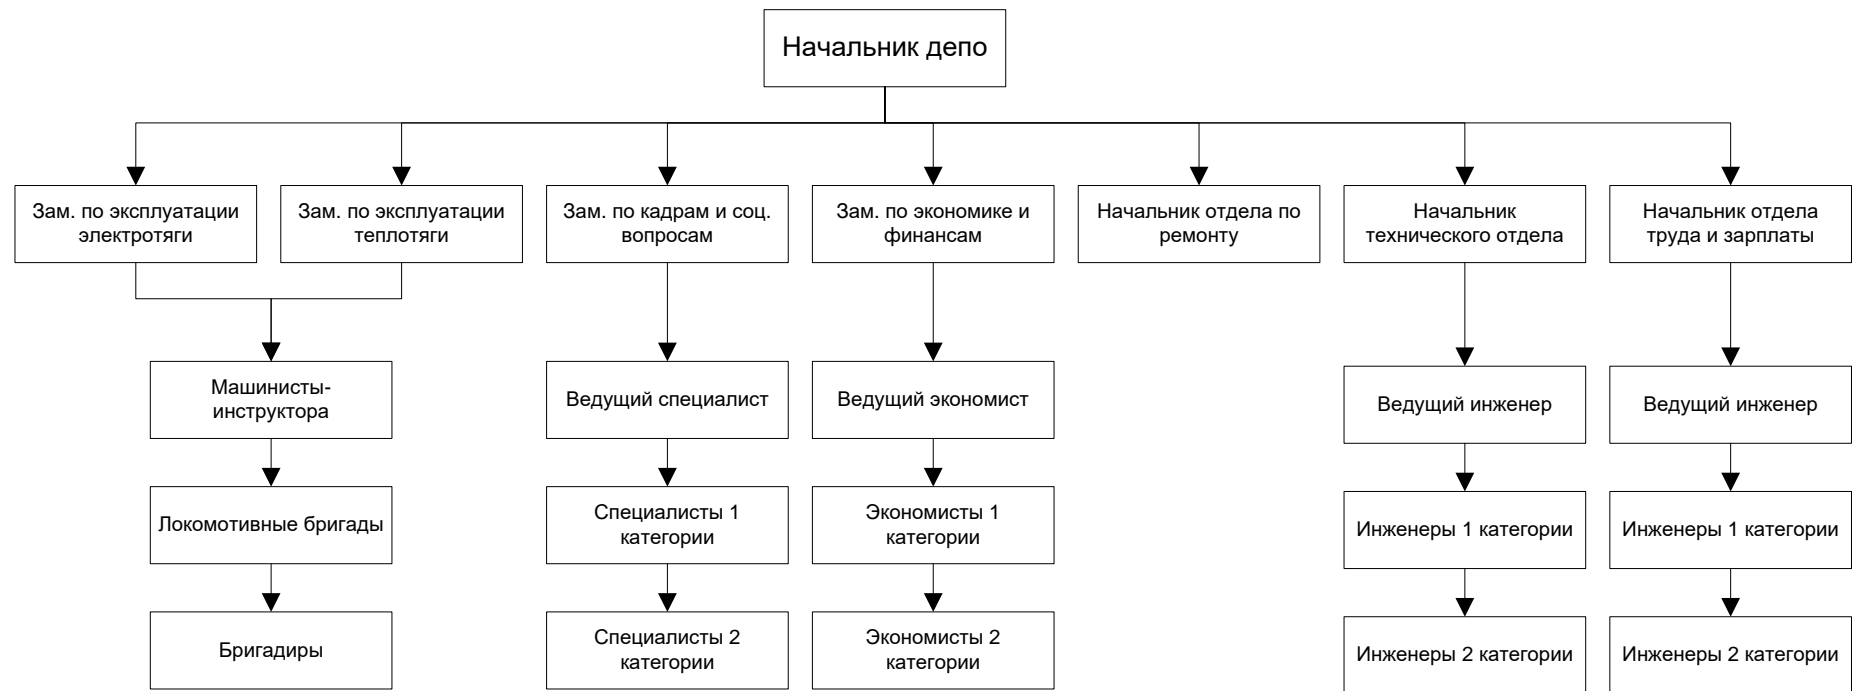 Начальник депо
Зам. по эксплуатации
электротяги
Зам. по эксплуатации
теплотяги
Зам. по кадрам и соц.
вопросам
Зам. по экономике и
финансам
Начальник отдела по
ремонту
Начальник
технического отдела
Начальник отдела
труда и зарплаты
Машинисты-
инструктора
Ведущий специалист
Ведущий экономист
Ведущий инженер
Ведущий инженер
Локомотивные бригады
Специалисты 1
категории
Экономисты 1
категории
Инженеры 1 категории
Инженеры 1 категории
Бригадиры
Специалисты 2
категории
Экономисты 2
категории
Инженеры 2 категории
Инженеры 2 категории